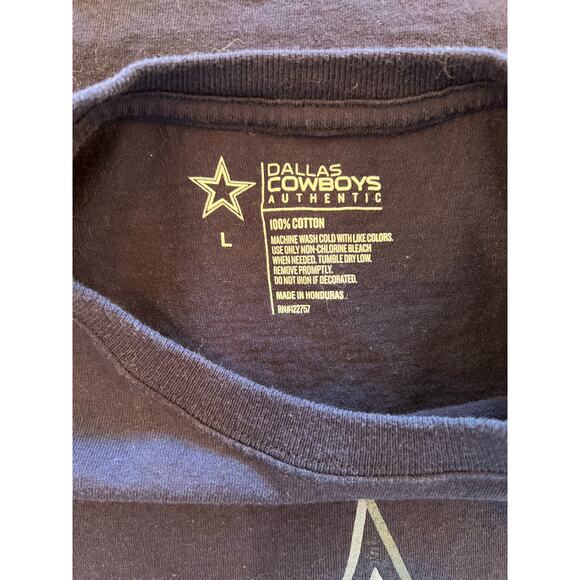 DALLAS
COWBOYS
AUTHENTIC
L
100% COTTON
MACHINE WASH COLD WITH LIKE COLORS.
USE ONLY NON-CHLORINE BLEACH
WHEN NEEDED. TUMBLE DRY LOW.
REMOVE PROMPTLY.
DO NOT IRON IF DECORATED.
MADE IN HONDURAS
RN#122757